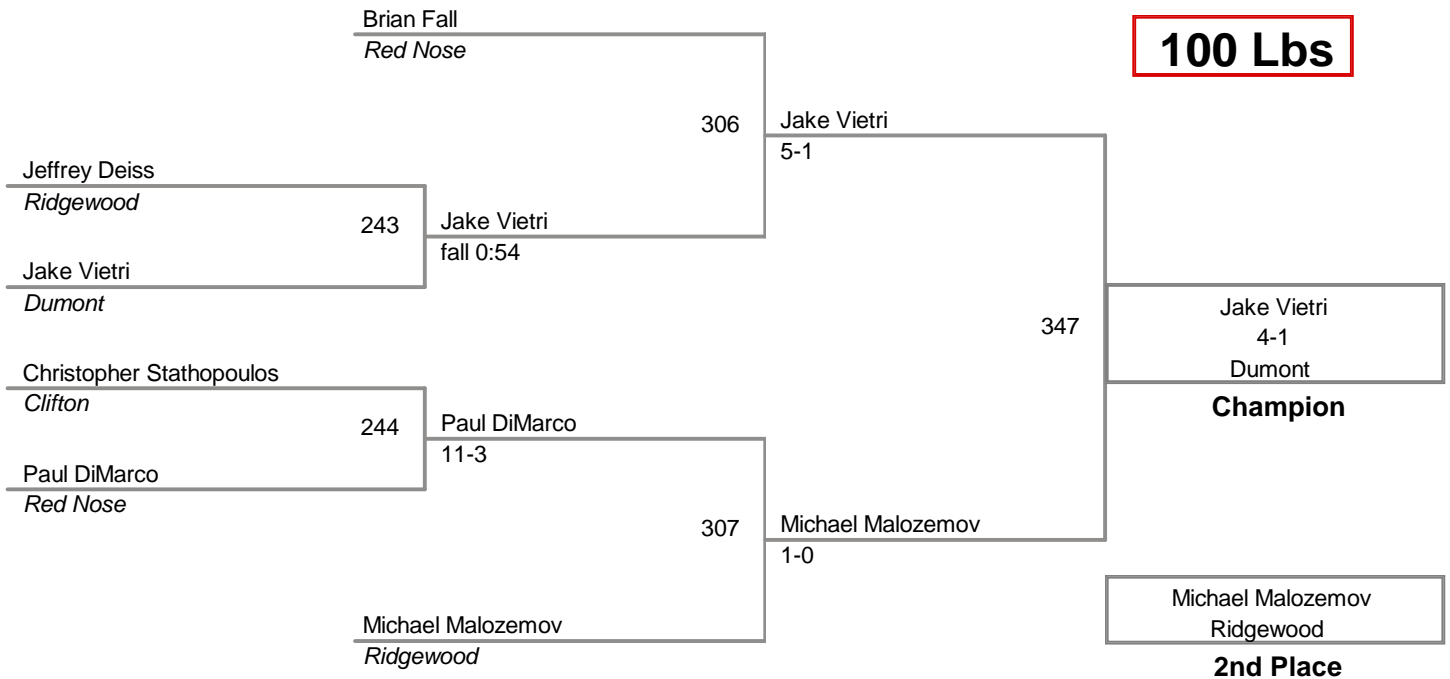 Brian Fall
Red Nose
100 Lbs
306
Jake Vietri
5-1
Jeffrey Deiss
Ridgewood
243
Jake Vietri
fall 0:54
Jake Vietri
Dumont
347
Jake Vietri
4-1
Dumont
Champion
Christopher Stathopoulos
Clifton
244
Paul DiMarco
11-3
Paul DiMarco
Red Nose
307
Michael Malozemov
1-0
Michael Malozemov
Ridgewood
Michael Malozemov
Ridgewood
2nd Place